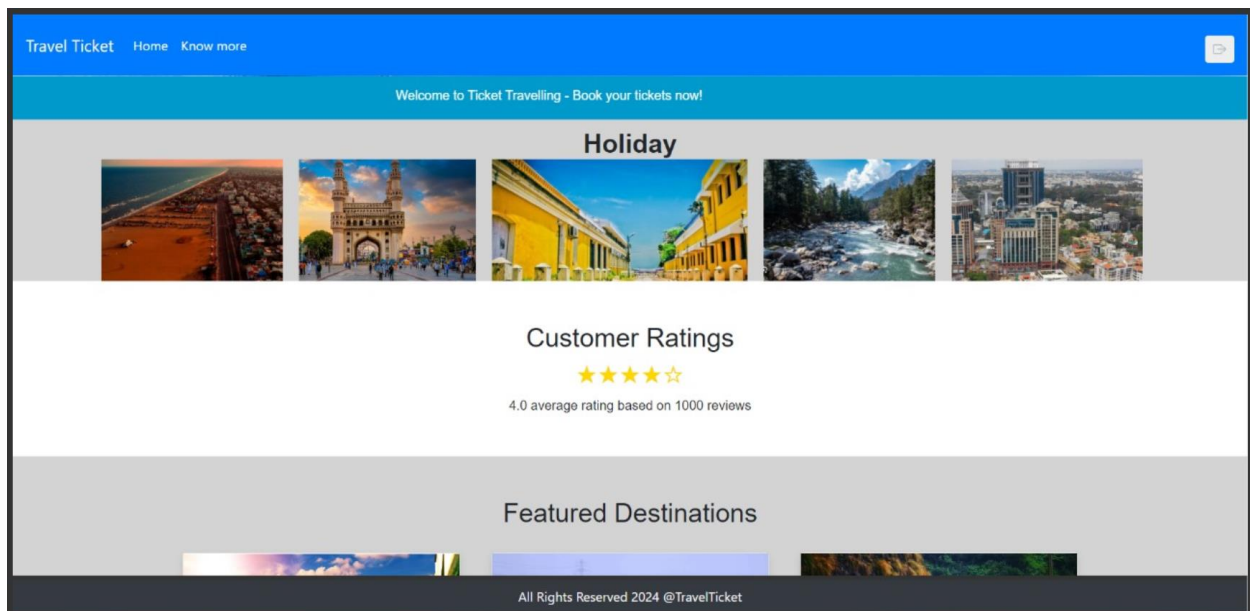 Travel Ticket Home Know more
Welcome to Ticket Travelling - Book your tickets now!
Holiday
Customer Ratings
4.0 average rating based on 1000 reviews
Featured Destinations
All Rights Reserved 2024 @TravelTicket